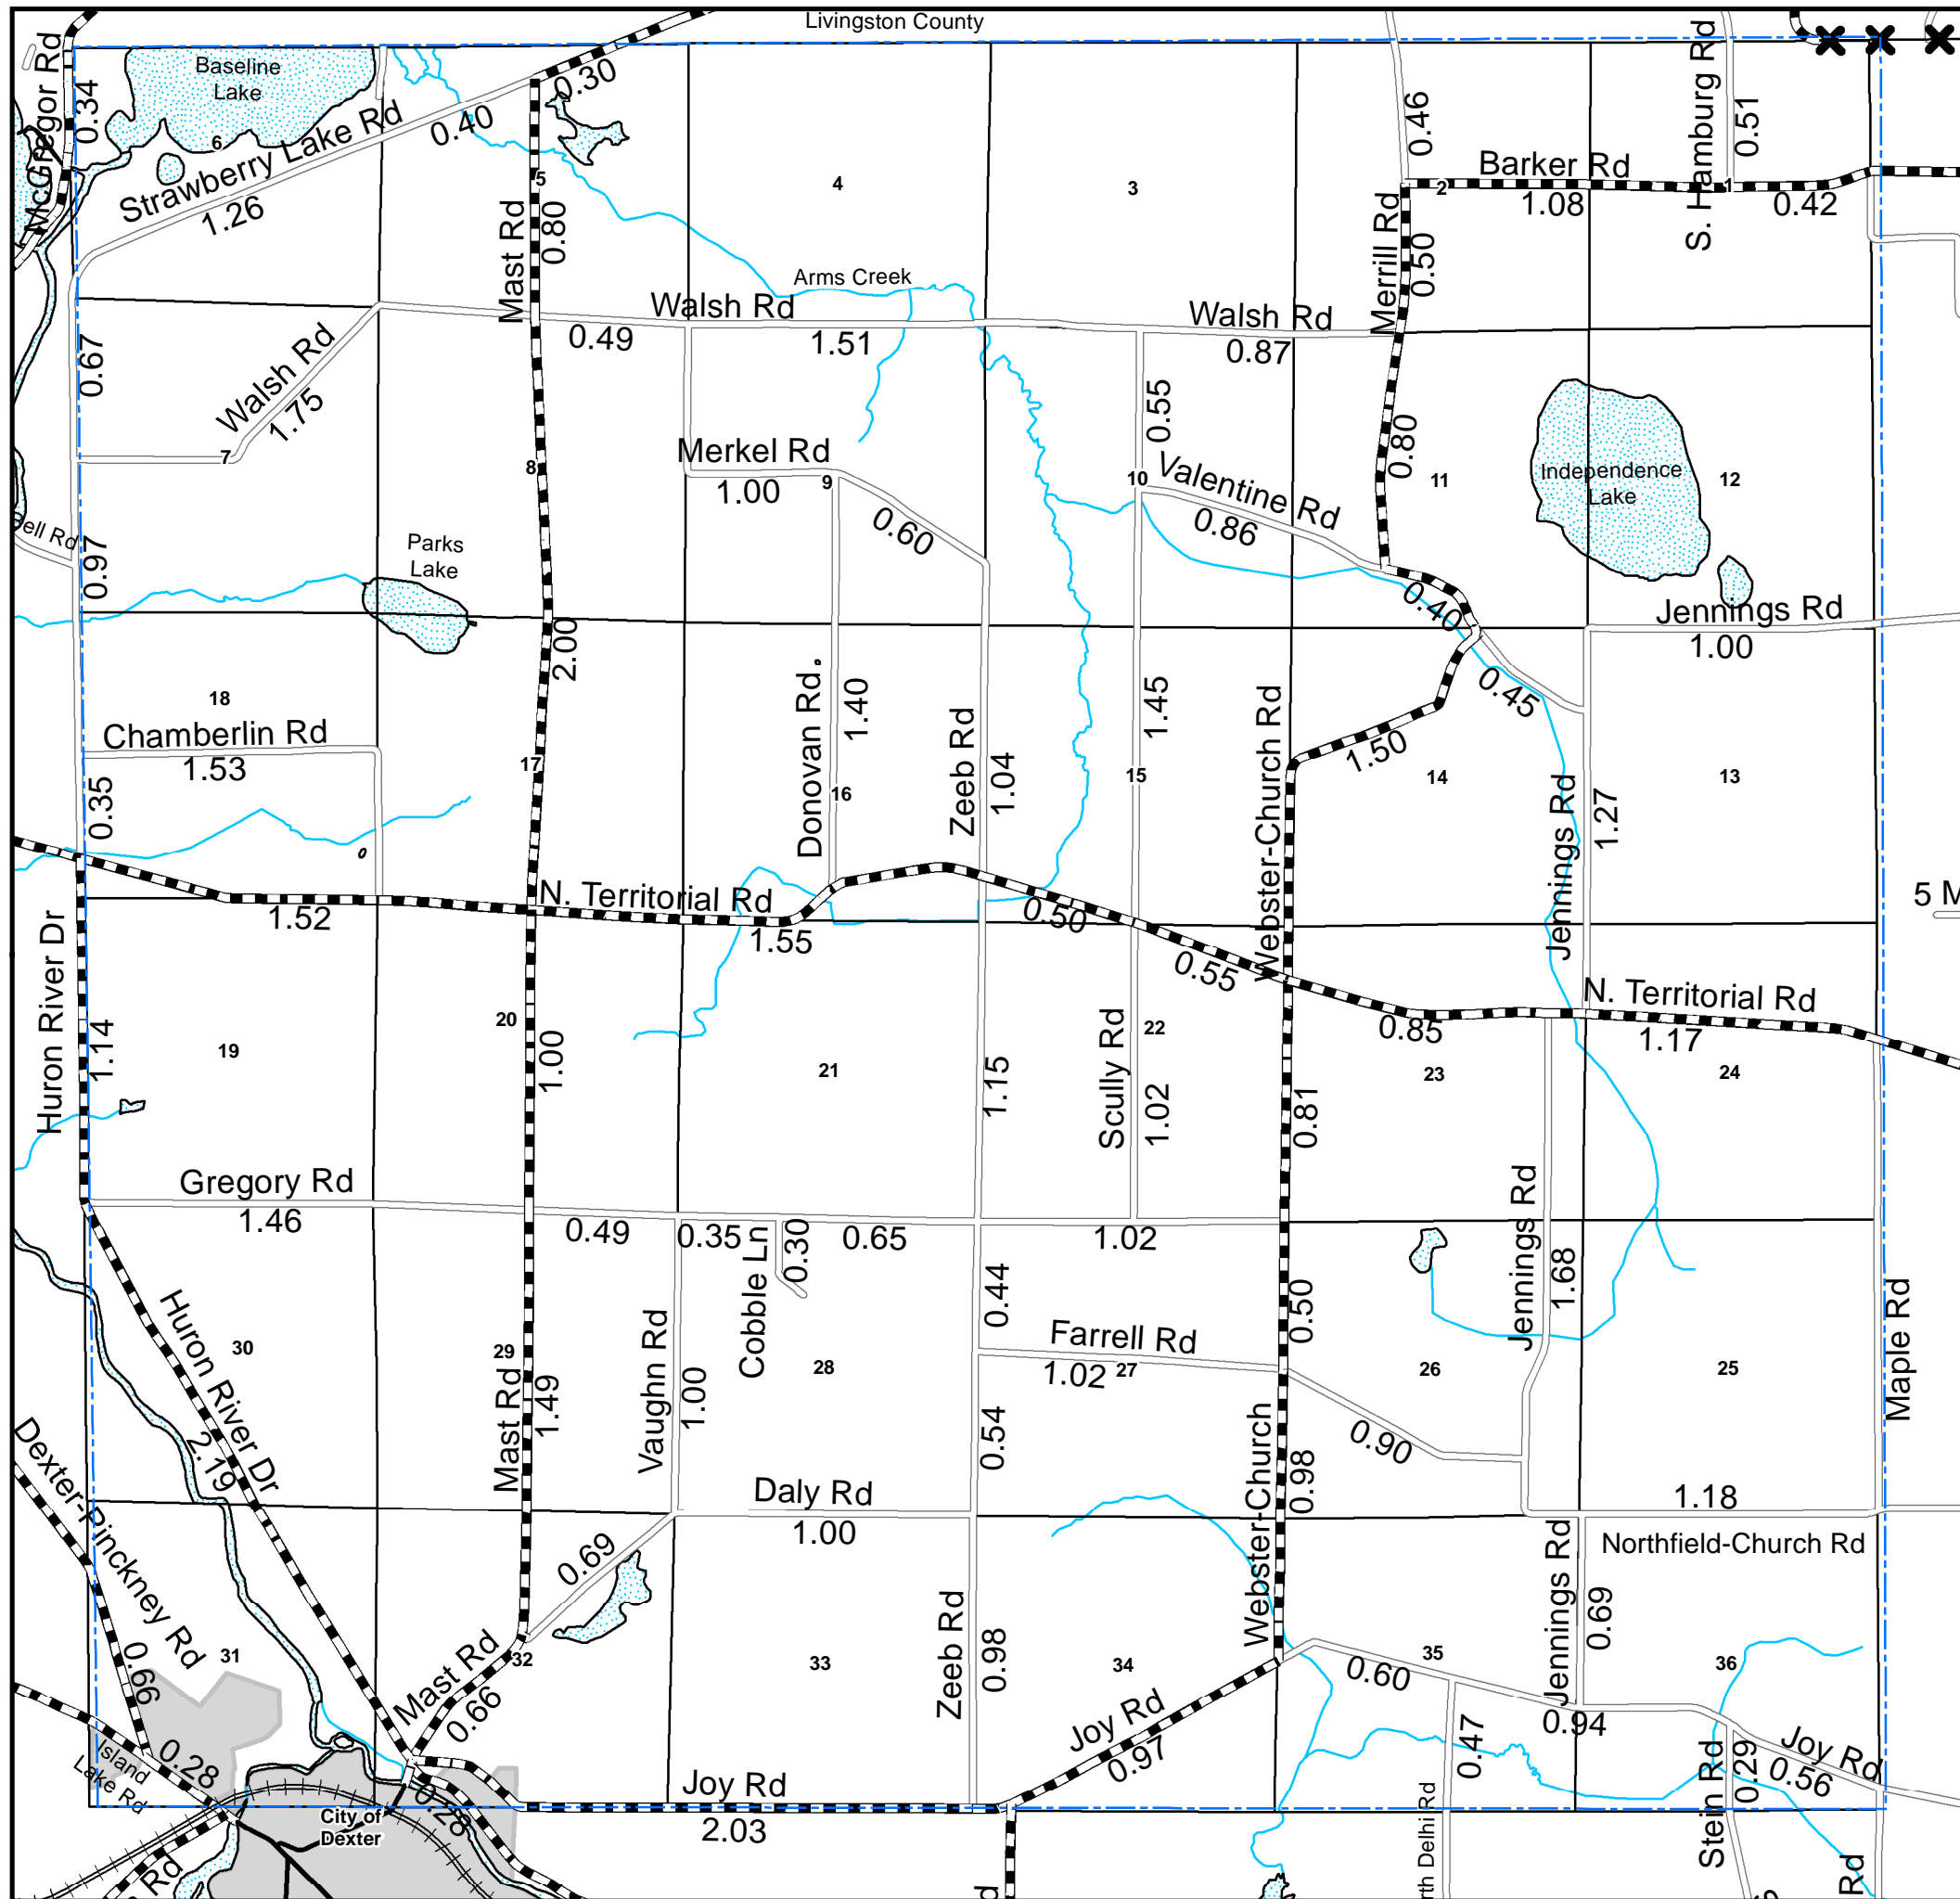 Livingston County
McGregor Rd
0.34
Baseline
Lake
6
Strawberry Lake Rd
1.26
0.40
0.30
5
Mast Rd
0.80
4
3
0.46
S. Hamburg Rd
0.51
Barker Rd
2
1
1.08
0.42
Merrill Rd
0.50
Arms Creek
Walsh Rd
0.49
1.51
Walsh Rd
0.87
0.67
Walsh Rd
1.75
7
8
Merkel Rd
1.00
9
0.60
0.55
10
Valentine Rd
0.86
0.80
11
Independence
Lake
12
0.97
Parks
Lake
0.40
Jennings Rd
1.00
2.00
18
Chamberlin Rd
1.53
0.35
17
Donovan Rd.
1.40
16
Zeeb Rd
1.04
1.45
15
Webster-Church Rd
1.50
0.45
14
Jennings Rd
1.27
13
N. Territorial Rd
1.52
1.55
0.50
0.55
5 M
N. Territorial Rd
0.85
1.17
Huron River Dr
1.14
19
20
1.00
21
1.15
Scully Rd
22
1.02
0.81
23
24
Gregory Rd
1.46
0.49
0.35
Cobble Ln
0.30
0.65
1.02
Huron River Dr
2.19
30
29
Mast Rd
1.49
Vaughn Rd
1.00
28
0.44
Farrell Rd
1.02
27
0.50
Jennings Rd
1.68
26
25
Maple Rd
0.54
Webster-Church
0.98
0.90
Dexter-Pinckney Rd
0.66
Daly Rd
1.00
0.69
1.18
Northfield-Church Rd
31
Mast Rd
0.66
32
33
Zeeb Rd
0.98
34
Joy Rd
0.97
35
0.60
Jennings Rd
0.69
36
0.94
0.47
Stein Rd
0.29
Joy Rd
0.56
Island
Lake Rd
0.28
City of
Dexter
0.28
Joy Rd
2.03
Delhi Rd
Rd
Rd